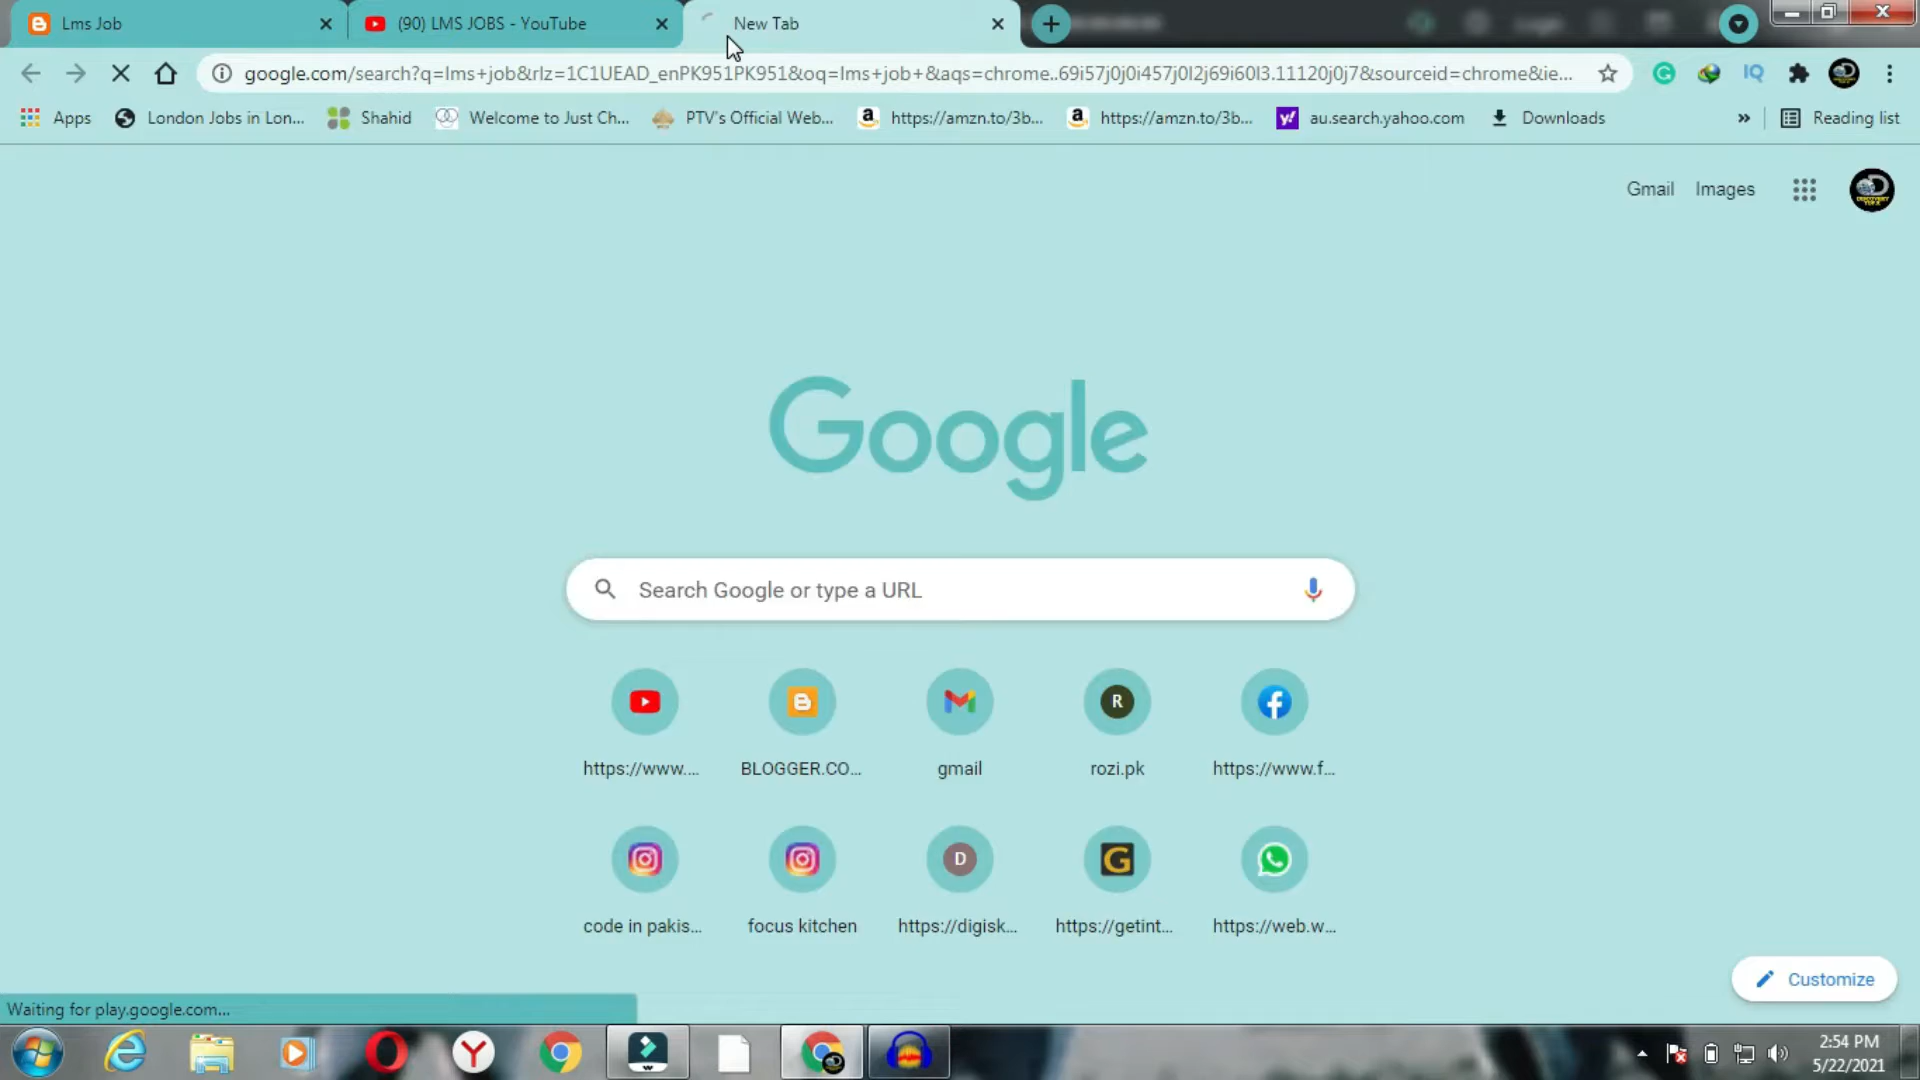 Lms Job
(90) LMS JOBS - YouTube
New Tab
google.com/search?q=lms+job&rlz=1C1UEAD_enPK951PK951&oq=lms+job+&aqs=chrome..69i57j0j0i457j0l2j69i60l3.11120j0j7&sourceid=chrome&ie...
IQ
Apps
London Jobs in Lon...
Shahid
Welcome to Just Ch...
PTV's Official Web...
https://amzn.to/3b...
https://amzn.to/3b...
au.search.yahoo.com
Downloads
»
Reading list
Gmail
Images
Google
Search Google or type a URL
R
https://www....
BLOGGER.CO...
gmail
rozi.pk
https://www.f...
D
G
code in pakis...
focus kitchen
https://digisk...
https://getint...
https://web.w...
Customize
Waiting for play.google.com...
2:54 PM
5/22/2021